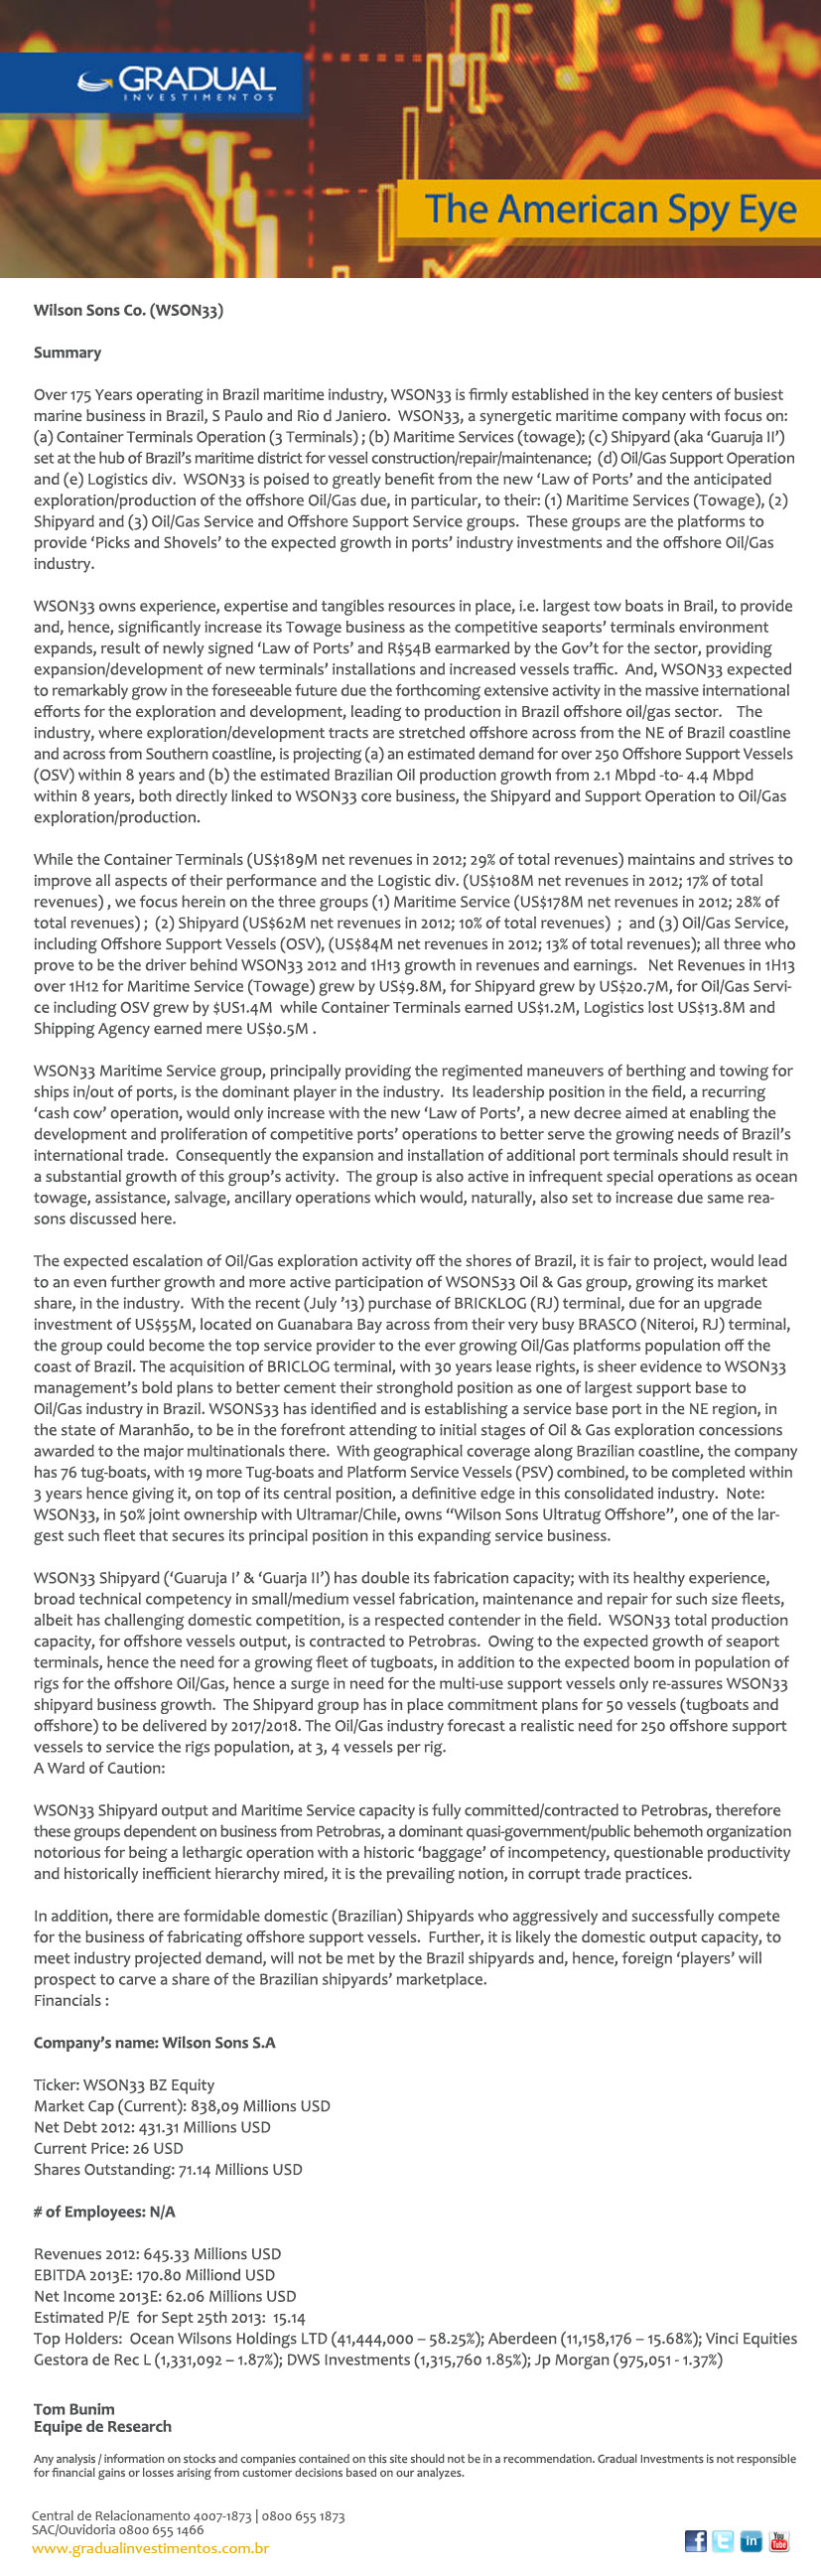 GRADUAL
INVESTIMENTOS
The American Spy Eye
Wilson Sons Co. (WSON33)
Summary
Over 175 Years operating in Brazil maritime industry, WSON33 is firmly established in the key centers of busiest
marine business in Brazil, S Paulo and Rio d Janiero.  WSON33, a synergetic maritime company with focus on:
(a) Container Terminals Operation (3 Terminals) ; (b) Maritime Services (towage); (c) Shipyard (aka ‘Guaruja II’)
set at the hub of Brazil’s maritime district for vessel construction/repair/maintenance;  (d) Oil/Gas Support Operation
and (e) Logistics div.  WSON33 is poised to greatly benefit from the new ‘Law of Ports’ and the anticipated
exploration/production of the offshore Oil/Gas due, in particular, to their: (1) Maritime Services (Towage), (2)
Shipyard and (3) Oil/Gas Service and Offshore Support Service groups.  These groups are the platforms to
provide ‘Picks and Shovels’ to the expected growth in ports’ industry investments and the offshore Oil/Gas
industry.
WSON33 owns experience, expertise and tangibles resources in place, i.e. largest tow boats in Brail, to provide
and, hence, significantly increase its Towage business as the competitive seaports’ terminals environment
expands, result of newly signed ‘Law of Ports’ and R$54B earmarked by the Gov’t for the sector, providing
expansion/development of new terminals’ installations and increased vessels traffic.  And, WSON33 expected
to remarkably grow in the foreseeable future due the forthcoming extensive activity in the massive international
efforts for the exploration and development, leading to production in Brazil offshore oil/gas sector.   The
industry, where exploration/development tracts are stretched offshore across from the NE of Brazil coastline
and across from Southern coastline, is projecting (a) an estimated demand for over 250 Offshore Support Vessels
(OSV) within 8 years and (b) the estimated Brazilian Oil production growth from 2.1 Mbpd -to- 4.4 Mbpd
within 8 years, both directly linked to WSON33 core business, the Shipyard and Support Operation to Oil/Gas
exploration/production.
While the Container Terminals (US$189M net revenues in 2012; 29% of total revenues) maintains and strives to
improve all aspects of their performance and the Logistic div. (US$108M net revenues in 2012; 17% of total
revenues) , we focus herein on the three groups (1) Maritime Service (US$178M net revenues in 2012; 28% of
total revenues) ;  (2) Shipyard (US$62M net revenues in 2012; 10% of total revenues)  ;  and (3) Oil/Gas Service,
including Offshore Support Vessels (OSV), (US$84M net revenues in 2012; 13% of total revenues); all three who
prove to be the driver behind WSON33 2012 and 1H13 growth in revenues and earnings.   Net Revenues in 1H13
over 1H12 for Maritime Service (Towage) grew by US$9.8M, for Shipyard grew by US$20.7M, for Oil/Gas Servi-
ce including OSV grew by $US1.4M  while Container Terminals earned US$1.2M, Logistics lost US$13.8M and
Shipping Agency earned mere US$0.5M .
WSON33 Maritime Service group, principally providing the regimented maneuvers of berthing and towing for
ships in/out of ports, is the dominant player in the industry.  Its leadership position in the field, a recurring
‘cash cow’ operation, would only increase with the new ‘Law of Ports’, a new decree aimed at enabling the
development and proliferation of competitive ports’ operations to better serve the growing needs of Brazil’s
international trade.  Consequently the expansion and installation of additional port terminals should result in
a substantial growth of this group’s activity.  The group is also active in infrequent special operations as ocean
towage, assistance, salvage, ancillary operations which would, naturally, also set to increase due same rea-
sons discussed here.
The expected escalation of Oil/Gas exploration activity off the shores of Brazil, it is fair to project, would lead
to an even further growth and more active participation of WSONS33 Oil & Gas group, growing its market
share, in the industry.  With the recent (July ’13) purchase of BRICKLOG (RJ) terminal, due for an upgrade
investment of US$55M, located on Guanabara Bay across from their very busy BRASCO (Niteroi, RJ) terminal,
the group could become the top service provider to the ever growing Oil/Gas platforms population off the
coast of Brazil. The acquisition of BRICLOG terminal, with 30 years lease rights, is sheer evidence to WSON33
management’s bold plans to better cement their stronghold position as one of largest support base to
Oil/Gas industry in Brazil. WSONS33 has identified and is establishing a service base port in the NE region, in
the state of Maranhão, to be in the forefront attending to initial stages of Oil & Gas exploration concessions
awarded to the major multinationals there.  With geographical coverage along Brazilian coastline, the company
has 76 tug-boats, with 19 more Tug-boats and Platform Service Vessels (PSV) combined, to be completed within
3 years hence giving it, on top of its central position, a definitive edge in this consolidated industry.  Note:
WSON33, in 50% joint ownership with Ultramar/Chile, owns “Wilson Sons Ultratug Offshore”, one of the lar-
gest such fleet that secures its principal position in this expanding service business.
WSON33 Shipyard (‘Guaruja I’ & ‘Guarja II’) has double its fabrication capacity; with its healthy experience,
broad technical competency in small/medium vessel fabrication, maintenance and repair for such size fleets,
albeit has challenging domestic competition, is a respected contender in the field.  WSON33 total production
capacity, for offshore vessels output, is contracted to Petrobras.  Owing to the expected growth of seaport
terminals, hence the need for a growing fleet of tugboats, in addition to the expected boom in population of
rigs for the offshore Oil/Gas, hence a surge in need for the multi-use support vessels only re-assures WSON33
shipyard business growth.  The Shipyard group has in place commitment plans for 50 vessels (tugboats and
offshore) to be delivered by 2017/2018. The Oil/Gas industry forecast a realistic need for 250 offshore support
vessels to service the rigs population, at 3, 4 vessels per rig.
A Ward of Caution:
WSON33 Shipyard output and Maritime Service capacity is fully committed/contracted to Petrobras, therefore
these groups dependent on business from Petrobras, a dominant quasi-government/public behemoth organization
notorious for being a lethargic operation with a historic ‘baggage’ of incompetency, questionable productivity
and historically inefficient hierarchy mired, it is the prevailing notion, in corrupt trade practices.
In addition, there are formidable domestic (Brazilian) Shipyards who aggressively and successfully compete
for the business of fabricating offshore support vessels.  Further, it is likely the domestic output capacity, to
meet industry projected demand, will not be met by the Brazil shipyards and, hence, foreign ‘players’ will
prospect to carve a share of the Brazilian shipyards’ marketplace.
Financials :
Company’s name: Wilson Sons S.A
Ticker: WSON33 BZ Equity
Market Cap (Current): 838,09 Millions USD
Net Debt 2012: 431.31 Millions USD
Current Price: 26 USD
Shares Outstanding: 71.14 Millions USD
# of Employees: N/A
Revenues 2012: 645.33 Millions USD
EBITDA 2013E: 170.80 Milliond USD
Net Income 2013E: 62.06 Millions USD
Estimated P/E  for Sept 25th 2013:  15.14
Top Holders:  Ocean Wilsons Holdings LTD (41,444,000 – 58.25%); Aberdeen (11,158,176 – 15.68%); Vinci Equities
Gestora de Rec L (1,331,092 – 1.87%); DWS Investments (1,315,760 1.85%); Jp Morgan (975,051 - 1.37%)
Tom Bunim
Equipe de Research
Any analysis / information on stocks and companies contained on this site should not be in a recommendation. Gradual Investments is not responsible
for financial gains or losses arising from customer decisions based on our analyzes.
Central de Relacionamento 4007-1873 | 0800 655 1873
SAC/Ouvidoria 0800 655 1466
www.gradualinvestimentos.com.br
f t in You Tube